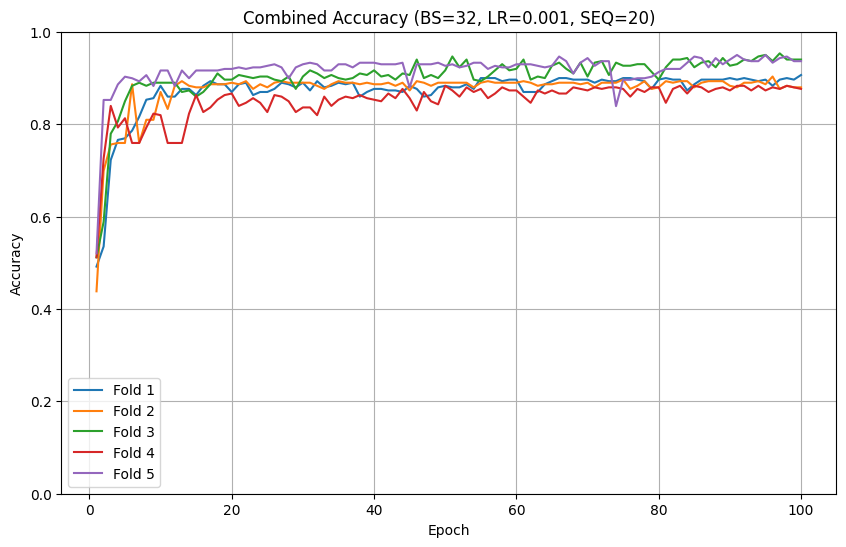 Combined Accuracy (BS=32, LR=0.001, SEQ=20)
1.0
0.8
0.6
0.4
0.2
0.0
Accuracy
Fold 1
Fold 2
Fold 3
Fold 4
Fold 5
0 20 40 60 80 100
Epoch